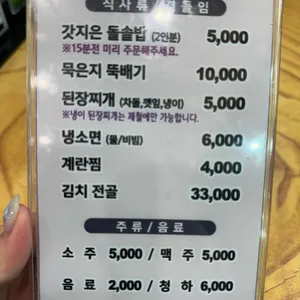 식사류/곁들임
갓지은 돌솥밥 (2인분) 5,000
※15분전 미리 주문해주세요.
묵은지 뚝배기 10,000
된장찌개 (차돌,깻잎,냉이) 5,000
※냉이 된장찌개는 제철에만 가능합니다.
냉소면 (물/비빔) 6,000
계란찜 4,000
김치 전골 33,000
주류/음료
소주 5,000/맥주 5,000
음료 2,000/청하 6,000